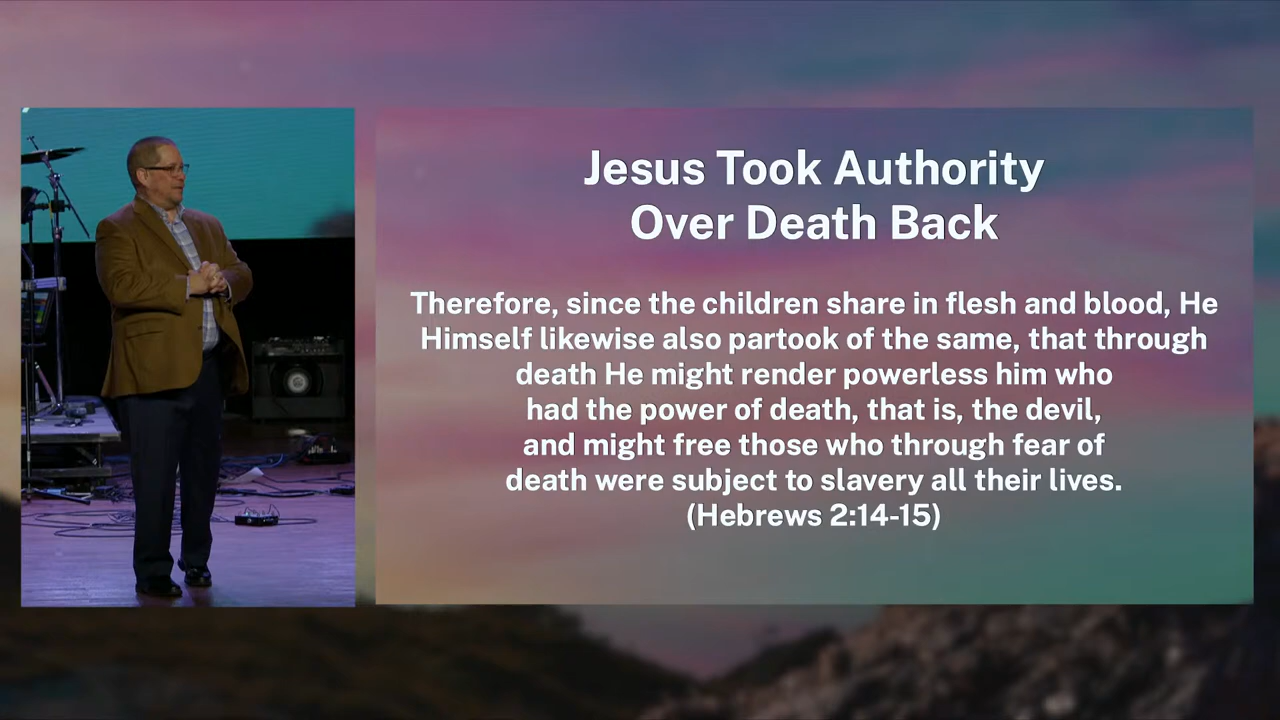 Jesus Took Authority
Over Death Back
Therefore, since the children share in flesh and blood, He
Himself likewise also partook of the same, that through
death He might render powerless him who
had the power of death, that is, the devil,
and might free those who through fear of
death were subject to slavery all their lives.
(Hebrews 2:14-15)